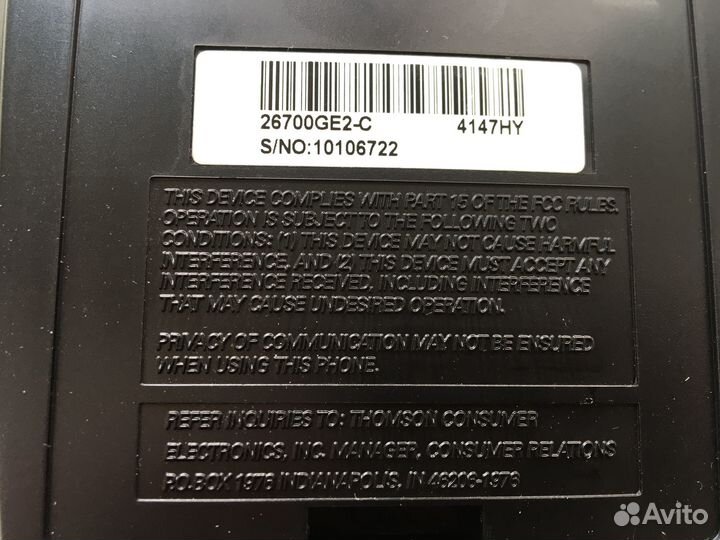 26700GE2-C 4147HY
S/NO:10106722
THIS DEVICE COMPLIES WITH PART 15 OF THE FCC RULES.
OPERATION IS SUBJECT TO THE FOLLOWING TWO
CONDITIONS: (1) THIS DEVICE MAY NOT CAUSE HARMFUL
INTERFERENCE, AND (2) THIS DEVICE MUST ACCEPT ANY
INTERFERENCE RECEIVED, INCLUDING INTERFERENCE
THAT MAY CAUSE UNDESIRED OPERATION.
PRIVACY OF COMMUNICATION MAY NOT BE ENSURED
WHEN USING THIS PHONE.
REFER INQUIRIES TO: THOMSON CONSUMER
ELECTRONICS, INC. MANAGER, CONSUMER RELATIONS
P.O.BOX 1976 INDIANAPOLIS, IN 46206-1976
Avito